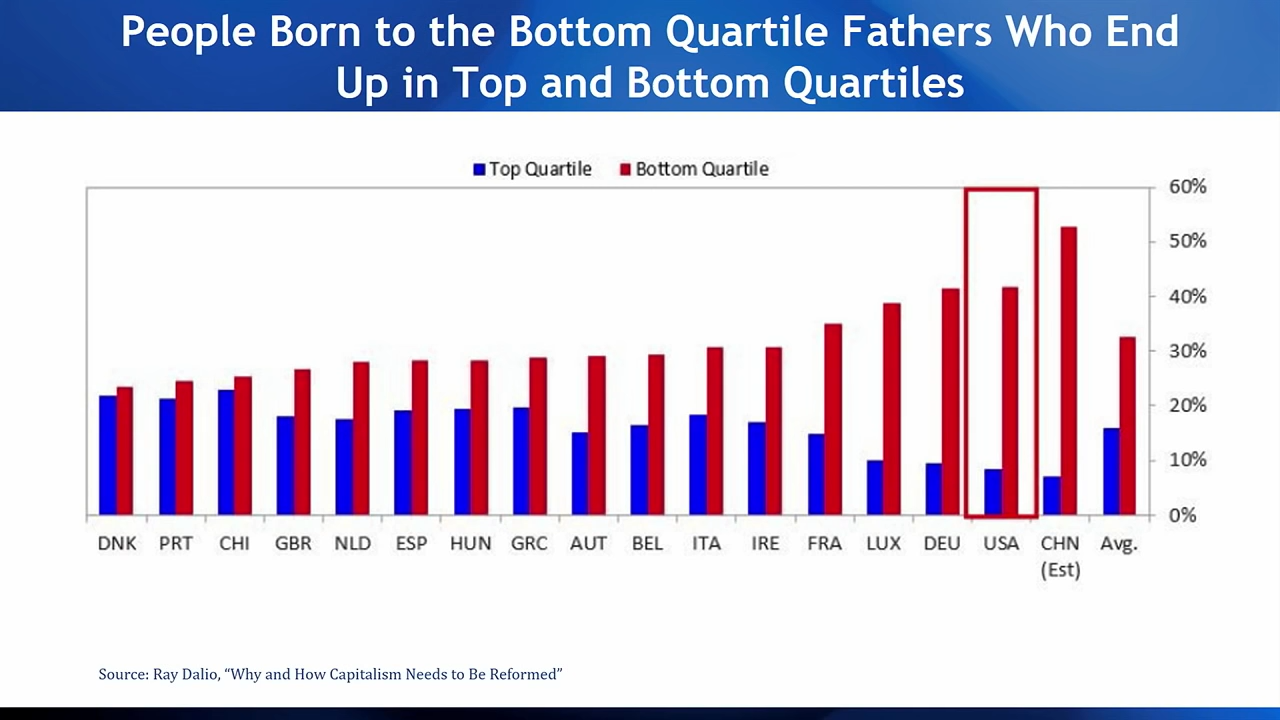 People Born to the Bottom Quartile Fathers Who End
Up in Top and Bottom Quartiles
Top Quartile Bottom Quartile
60%
50%
40%
30%
20%
10%
0%
DNK PRT CHI GBR NLD ESP HUN GRC AUT BEL ITA IRE FRA LUX DEU USA CHN Avg.
(Est)
Source: Ray Dalio, “Why and How Capitalism Needs to Be Reformed”